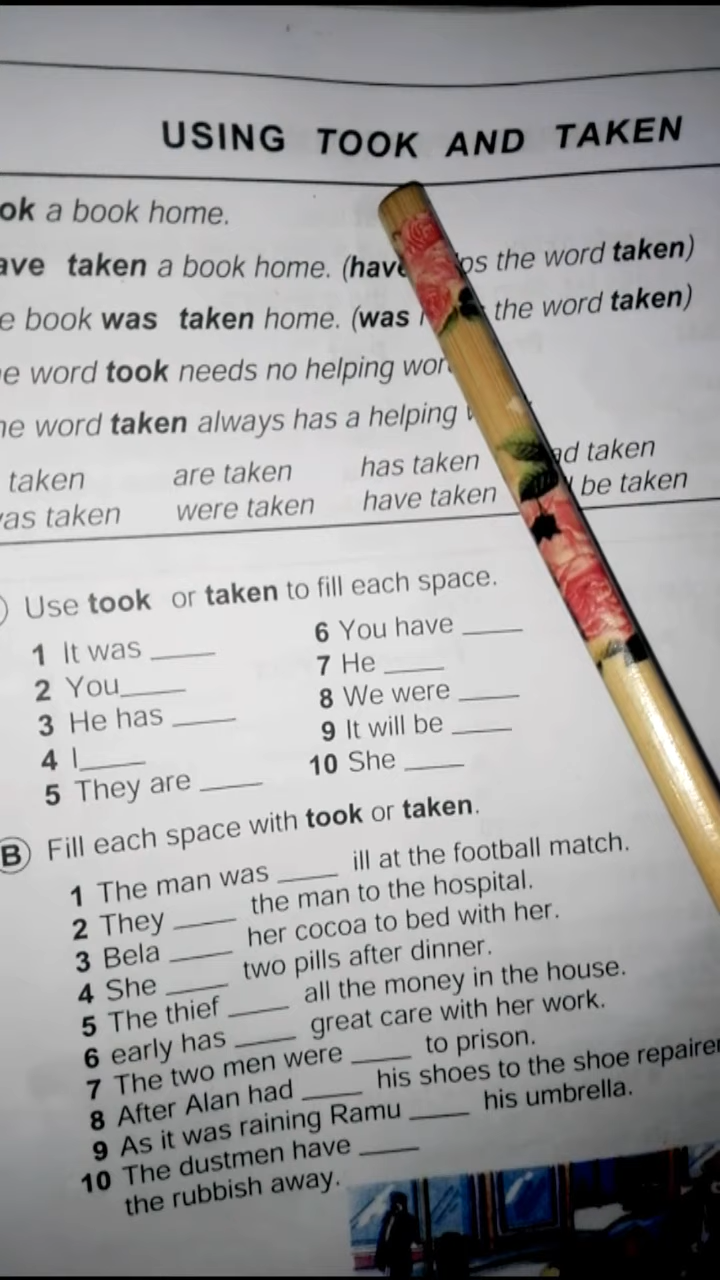 USING TOOK AND TAKEN
ok a book home.
ave taken a book home. (have ps the word taken)
e book was taken home. (was the word taken)
e word took needs no helping wor
he word taken always has a helping
taken are taken has taken ad taken
as taken were taken have taken be taken
Use took or taken to fill each space.
1 It was ____
2 You____
3 He has ____
4 I____
5 They are ____
6 You have ____
7 He ____
8 We were ____
9 It will be ____
10 She ____
B Fill each space with took or taken.
1 The man was ____ ill at the football match.
2 They ____ the man to the hospital.
3 Bela ____ her cocoa to bed with her.
4 She ____ two pills after dinner.
5 The thief ____ all the money in the house.
6 early has ____ great care with her work.
7 The two men were ____ to prison.
8 After Alan had ____ his shoes to the shoe repairer
9 As it was raining Ramu ____ his umbrella.
10 The dustmen have ____
the rubbish away.